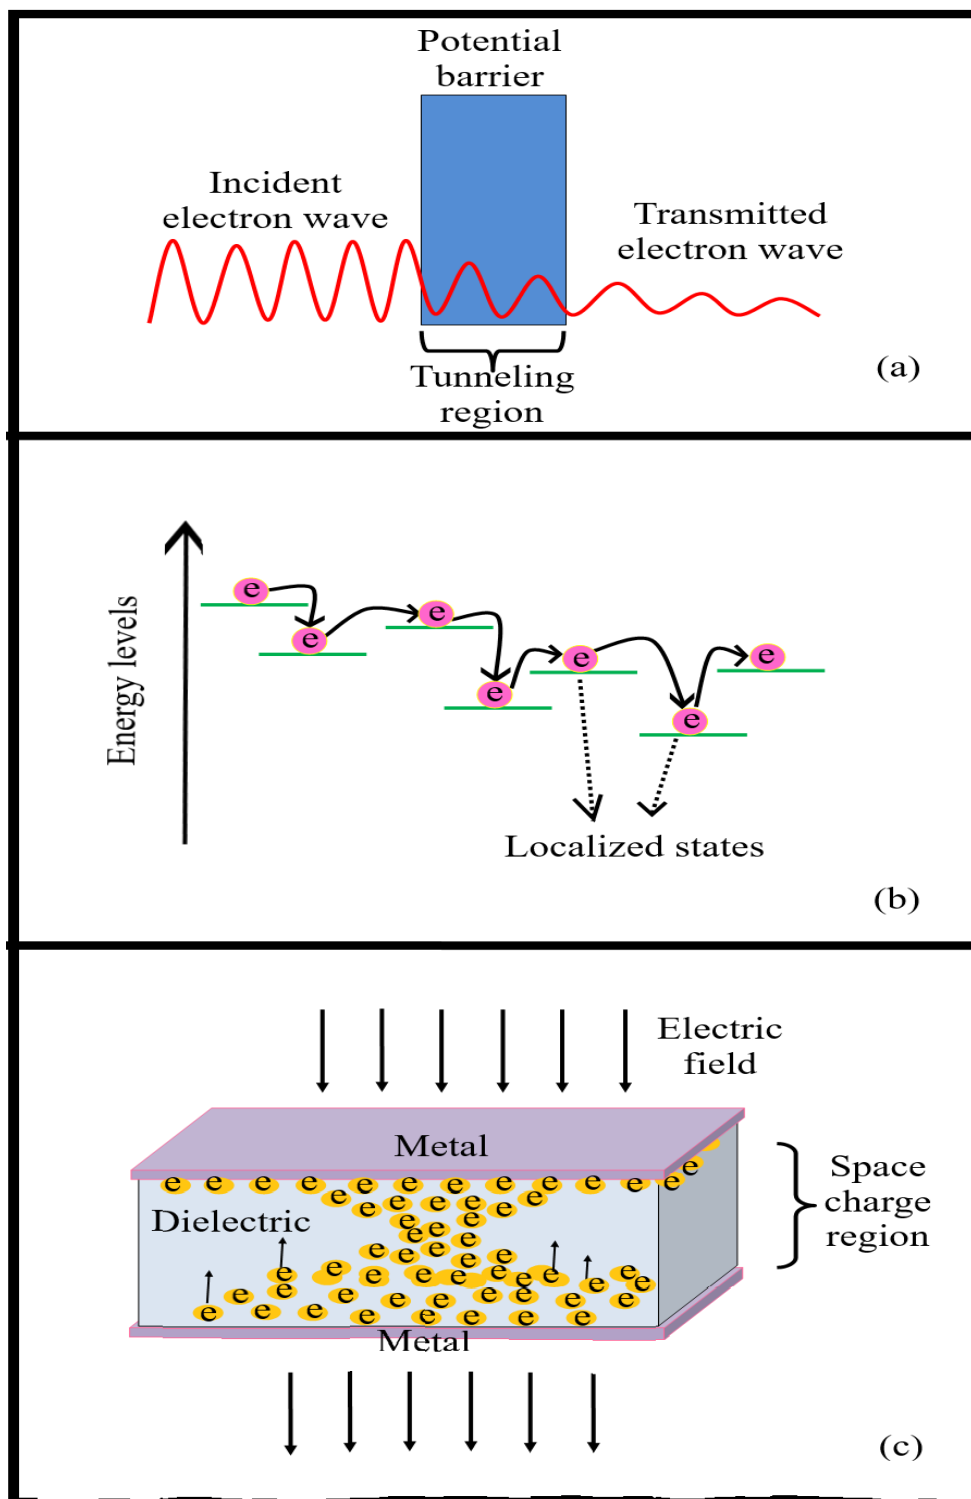 Potential
barrier
Incident
electron wave
Transmitted
electron wave
Tunneling
region
(a)
Energy levels
e
e
e
e
e
e
e
Localized states
(b)
Electric
field
Metal
Space
charge
region
e e e e e e e e e e e e
e e e e
e e e
e e
Dielectric
e e
e e
e e e
e e e e e e e e
e e e
e e e e e e e
e e e e e e e e
Metal
(c)